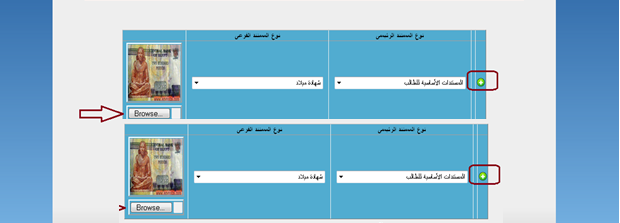 نوع المستند الرئيسي نوع المستند الفرعي
المستندات الأساسية للطالب شهادة ميلاد
Browse...
نوع المستند الرئيسي نوع المستند الفرعي
المستندات الأساسية للطالب شهادة ميلاد
Browse...